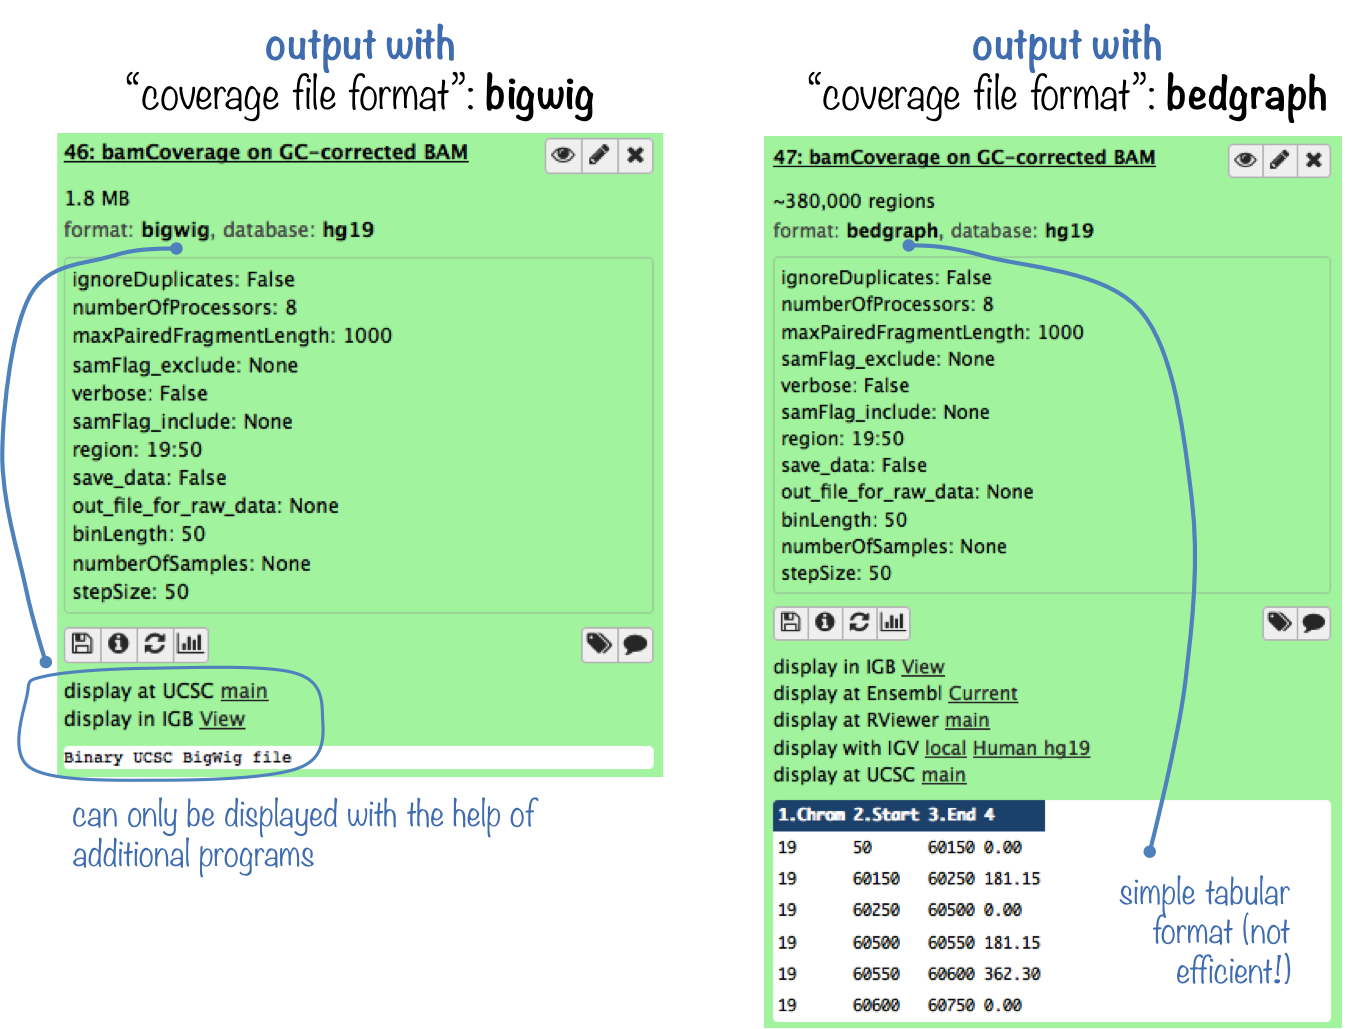 output with
“coverage file format”: bigwig
46: bamCoverage on GC-corrected BAM
1.8 MB
format: bigwig, database: hg19
ignoreDuplicates: False
numberOfProcessors: 8
maxPairedFragmentLength: 1000
samFlag_exclude: None
verbose: False
samFlag_include: None
region: 19:50
save_data: False
out_file_for_raw_data: None
binLength: 50
numberOfSamples: None
stepSize: 50
display at UCSC main
display in IGB View
Binary UCSC BigWig file
can only be displayed with the help of
additional programs
output with
“coverage file format”: bedgraph
47: bamCoverage on GC-corrected BAM
~380,000 regions
format: bedgraph, database: hg19
ignoreDuplicates: False
numberOfProcessors: 8
maxPairedFragmentLength: 1000
samFlag_exclude: None
verbose: False
samFlag_include: None
region: 19:50
save_data: False
out_file_for_raw_data: None
binLength: 50
numberOfSamples: None
stepSize: 50
display in IGB View
display at Ensembl Current
display at RViewer main
display with IGV local Human hg19
display at UCSC main
1.Chrom 2.Start 3.End 4
19 50 60150 0.00
19 60150 60250 181.15
19 60250 60500 0.00
19 60500 60550 181.15
19 60550 60600 362.30
19 60600 60750 0.00
simple tabular
format (not
efficient!)